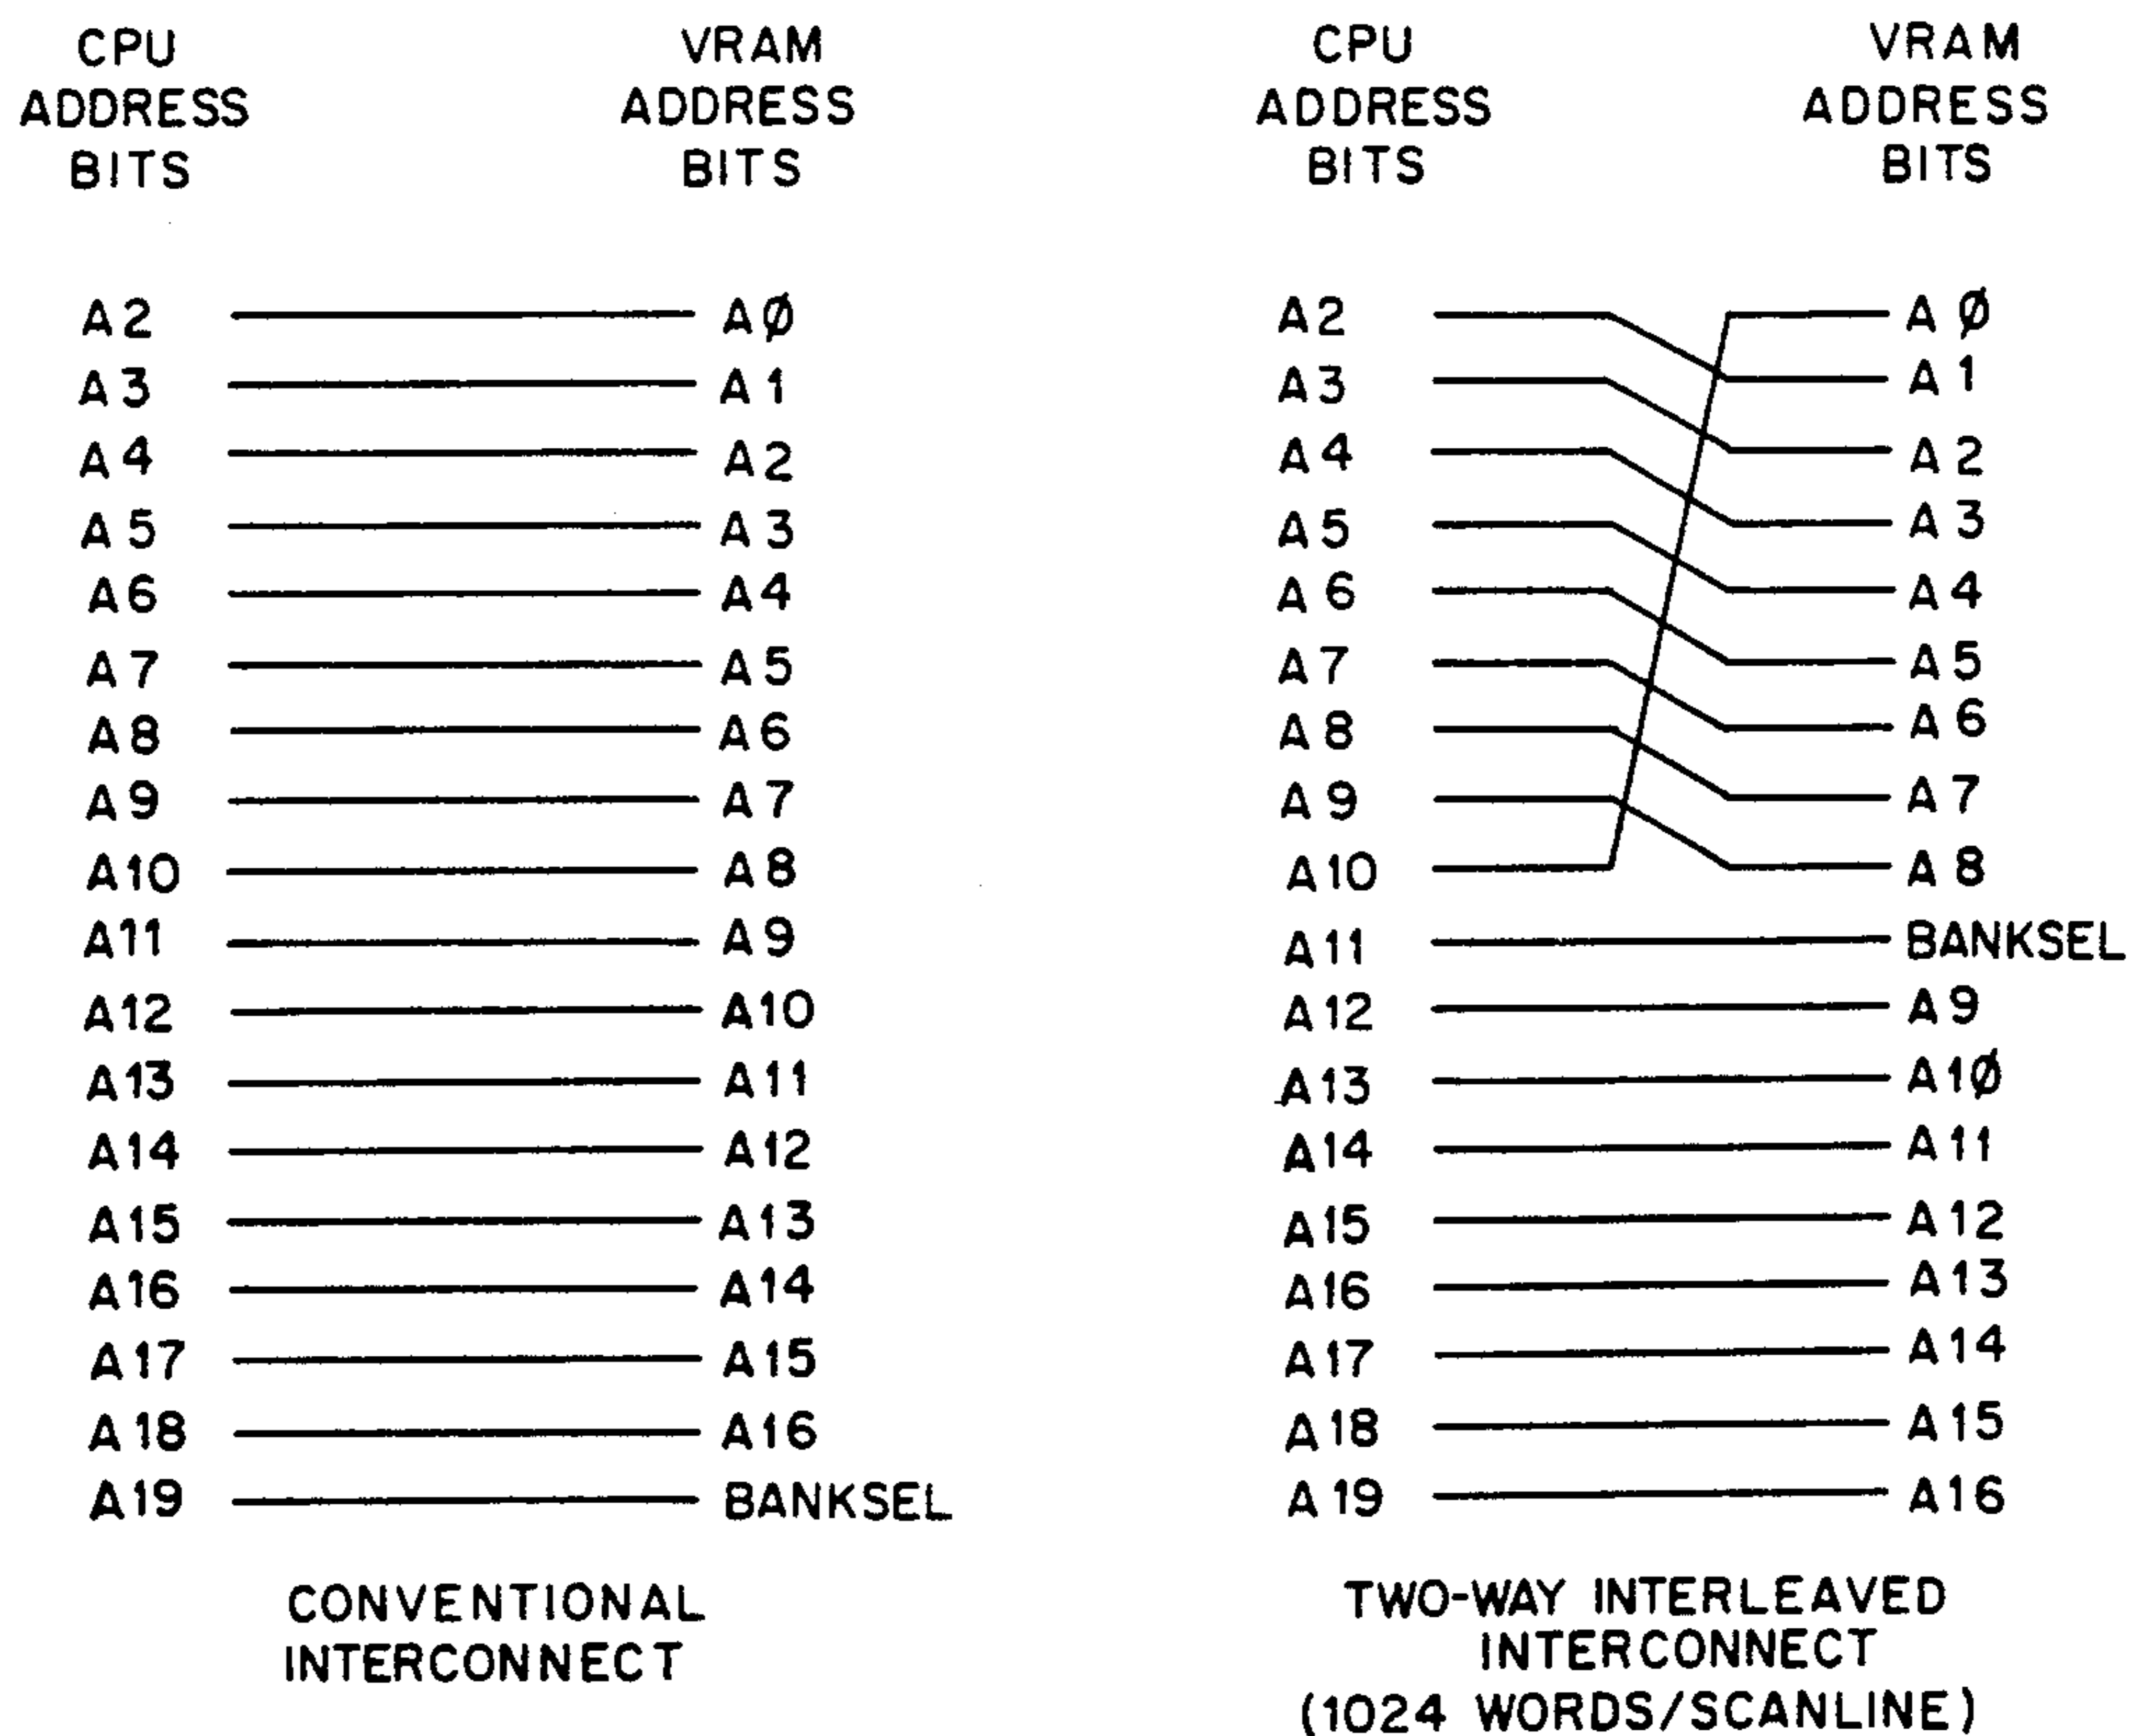 CPU
ADDRESS
BITS
VRAM
ADDRESS
BITS
A2 AØ
A3 A1
A4 A2
A5 A3
A6 A4
A7 A5
A8 A6
A9 A7
A10 A8
A11 A9
A12 A10
A13 A11
A14 A12
A15 A13
A16 A14
A17 A15
A18 A16
A19 BANKSEL
CONVENTIONAL
INTERCONNECT
CPU
ADDRESS
BITS
VRAM
ADDRESS
BITS
A2 AØ
A3 A1
A4 A2
A5 A3
A6 A4
A7 A5
A8 A6
A9 A7
A10 A8
A11 BANKSEL
A12 A9
A13 A1Ø
A14 A11
A15 A12
A16 A13
A17 A14
A18 A15
A19 A16
TWO-WAY INTERLEAVED
INTERCONNECT
(1024 WORDS/SCANLINE)